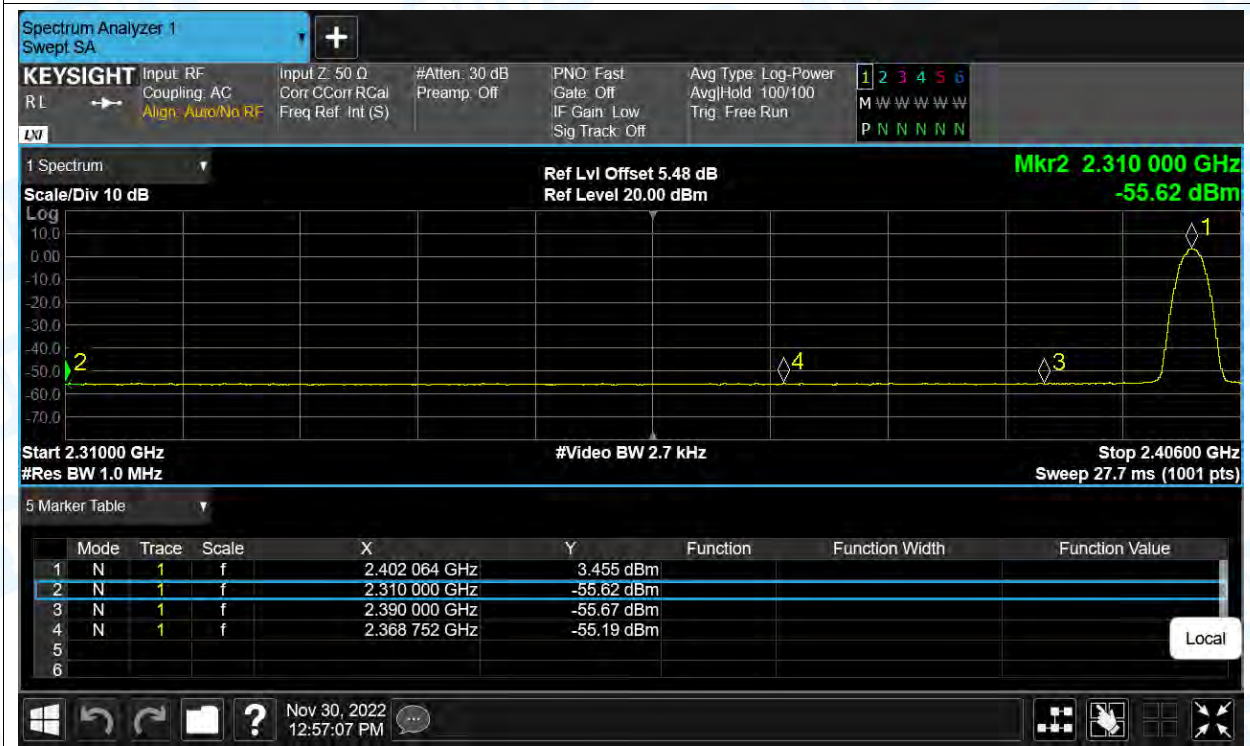 Spectrum Analyzer 1
Swept SA
+
KEYSIGHT Input: RF Input Z: 50 Ω #Atten: 30 dB PNO: Fast Avg Type: Log-Power 1 2 3 4 5 6
RL Coupling: AC Corr CCorr RCal Preamp: Off Gate: Off Avg|Hold: 100/100 M W W W W W
Align: Auto/No RF Freq Ref: Int (S) IF Gain: Low Trig: Free Run
LXI Sig Track: Off P N N N N N
1 Spectrum Ref Lvl Offset 5.48 dB Mkr2 2.310 000 GHz
Scale/Div 10 dB Ref Level 20.00 dBm -55.62 dBm
Log
10.0
0.00
-10.0
-20.0
-30.0
-40.0
-50.0
-60.0
-70.0
1
2
4
3
Start 2.31000 GHz #Video BW 2.7 kHz Stop 2.40600 GHz
#Res BW 1.0 MHz Sweep 27.7 ms (1001 pts)
5 Marker Table
Mode Trace Scale X Y Function Function Width Function Value
1 N 1 f 2.402 064 GHz 3.455 dBm
2 N 1 f 2.310 000 GHz -55.62 dBm
3 N 1 f 2.390 000 GHz -55.67 dBm
4 N 1 f 2.368 752 GHz -55.19 dBm
5
6
Local
? Nov 30, 2022
12:57:07 PM